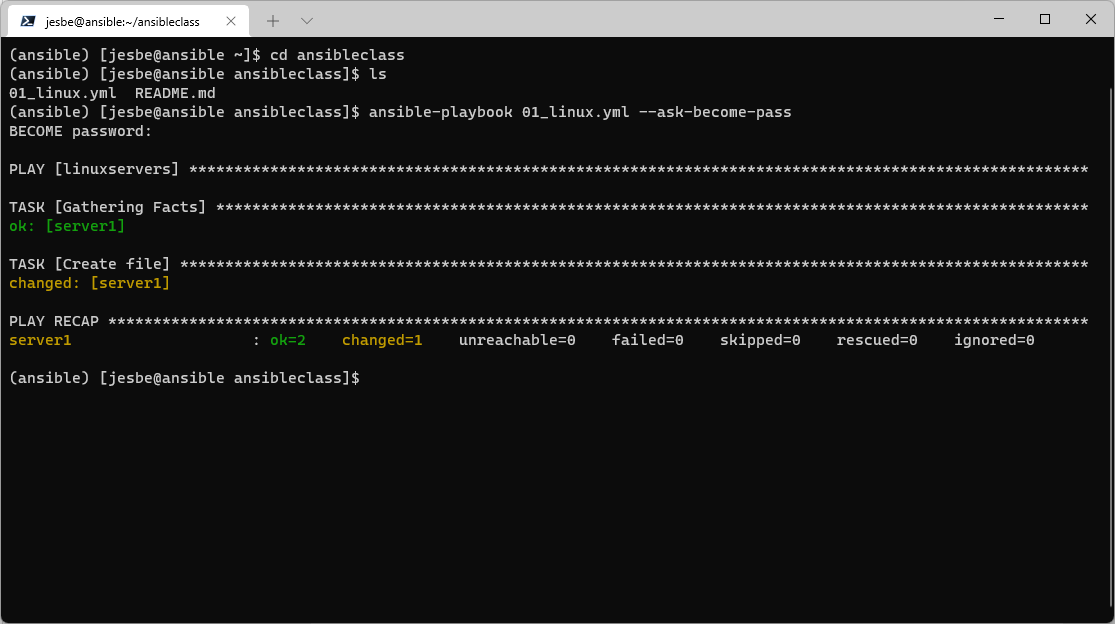 jesbe@ansible:~/ansibleclass
(ansible) [jesbe@ansible ~]$ cd ansibleclass
(ansible) [jesbe@ansible ansibleclass]$ ls
01_linux.yml  README.md
(ansible) [jesbe@ansible ansibleclass]$ ansible-playbook 01_linux.yml --ask-become-pass
BECOME password:
PLAY [linuxservers] ****************************************************************************************************
TASK [Gathering Facts] *************************************************************************************************
ok: [server1]
TASK [Create file] *****************************************************************************************************
changed: [server1]
PLAY RECAP *************************************************************************************************************
server1                    : ok=2    changed=1    unreachable=0    failed=0    skipped=0    rescued=0    ignored=0
(ansible) [jesbe@ansible ansibleclass]$